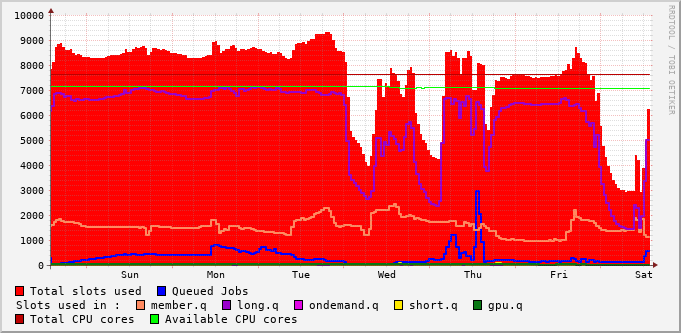 10000
9000
8000
7000
6000
5000
4000
3000
2000
1000
0
Sun Mon Tue Wed Thu Fri Sat
RRDTOOL / TOBI OETIKER
Total slots used Queued Jobs
Slots used in : member.q long.q ondemand.q short.q gpu.q
Total CPU cores Available CPU cores